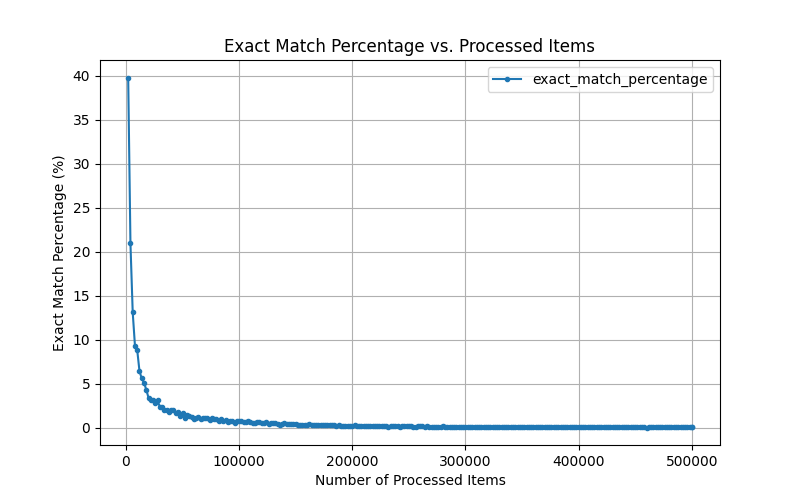 Exact Match Percentage vs. Processed Items
exact_match_percentage
Exact Match Percentage (%)
40
35
30
25
20
15
10
5
0
0 100000 200000 300000 400000 500000
Number of Processed Items